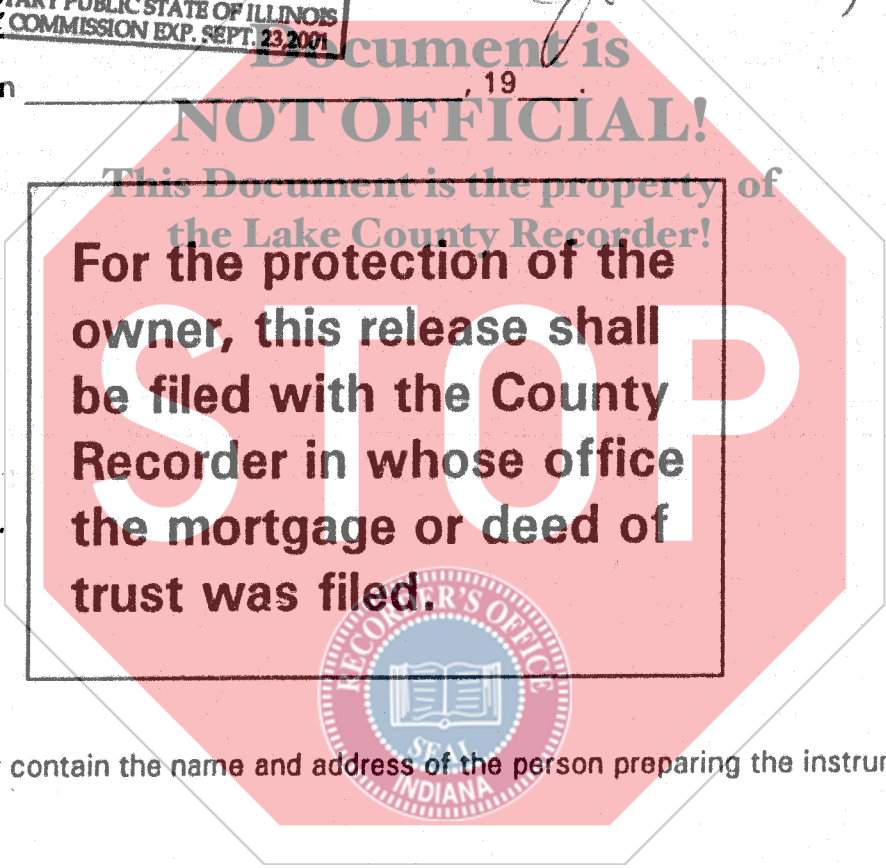 PUBLIC STATE OF ILLINOIS
COMMISSION EXP. SEPT. 23,2001
Document is
, 19 .
NOT OFFICIAL!
This Document is the property of
the Lake County Recorder!
For the protection of the
owner, this release shall
be filed with the County
Recorder in whose office
the mortgage or deed of
trust was filed.
STOP
RECORDER'S OFFICE
SEAL
INDIANA
contain the name and address of the person preparing the